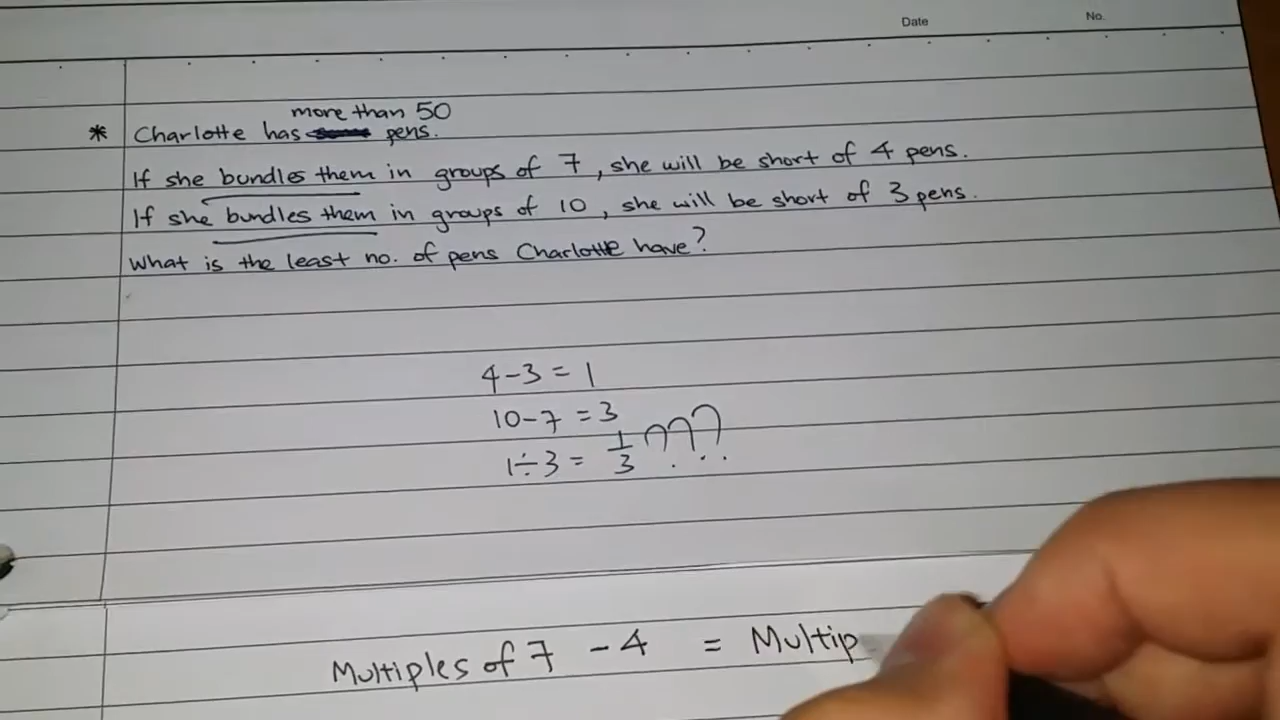 Date No.
more than 50
* Charlotte has pens.
If she bundles them in groups of 7, she will be short of 4 pens.
If she bundles them in groups of 10, she will be short of 3 pens.
What is the least no. of pens Charlotte have?
4-3 = 1
10-7 = 3
1÷3 = 1/3 ???
Multiples of 7 - 4 = Multip